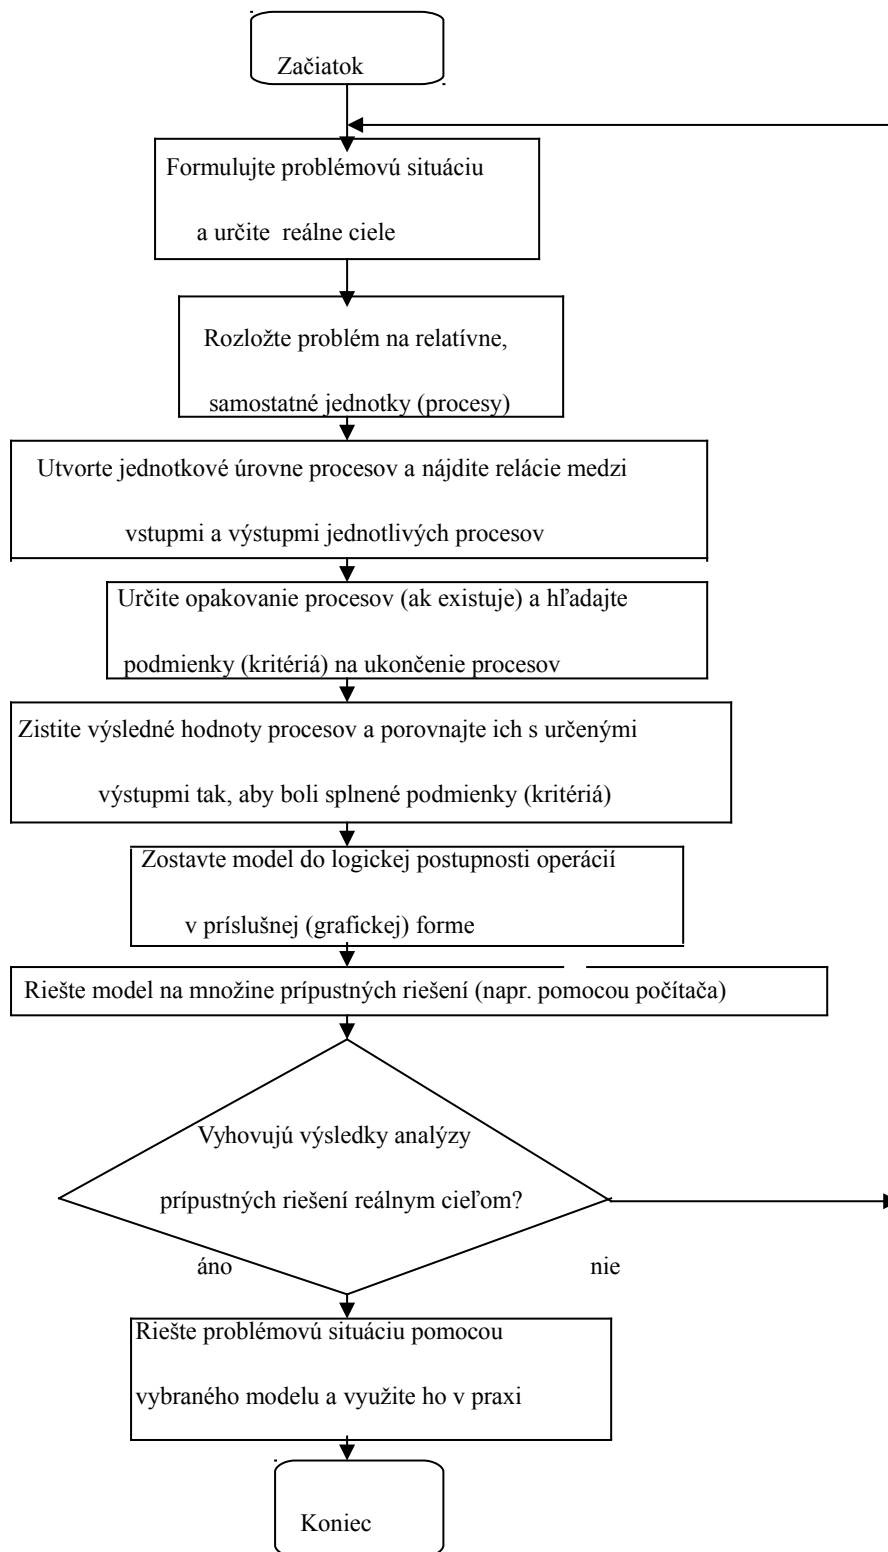 Začiatok
Formulujte problémovú situáciu
a určite reálne ciele
Rozložte problém na relatívne,
samostatné jednotky (procesy)
Utvorte jednotkové úrovne procesov a nájdite relácie medzi
vstupmi a výstupmi jednotlivých procesov
Určite opakovanie procesov (ak existuje) a hľadajte
podmienky (kritériá) na ukončenie procesov
Zistite výsledné hodnoty procesov a porovnajte ich s určenými
výstupmi tak, aby boli splnené podmienky (kritériá)
Zostavte model do logickej postupnosti operácií
v príslušnej (grafickej) forme
Riešte model na množine prípustných riešení (napr. pomocou počítača)
Vyhovujú výsledky analýzy
prípustných riešení reálnym cieľom?
áno
nie
Riešte problémovú situáciu pomocou
vybraného modelu a využite ho v praxi
Koniec